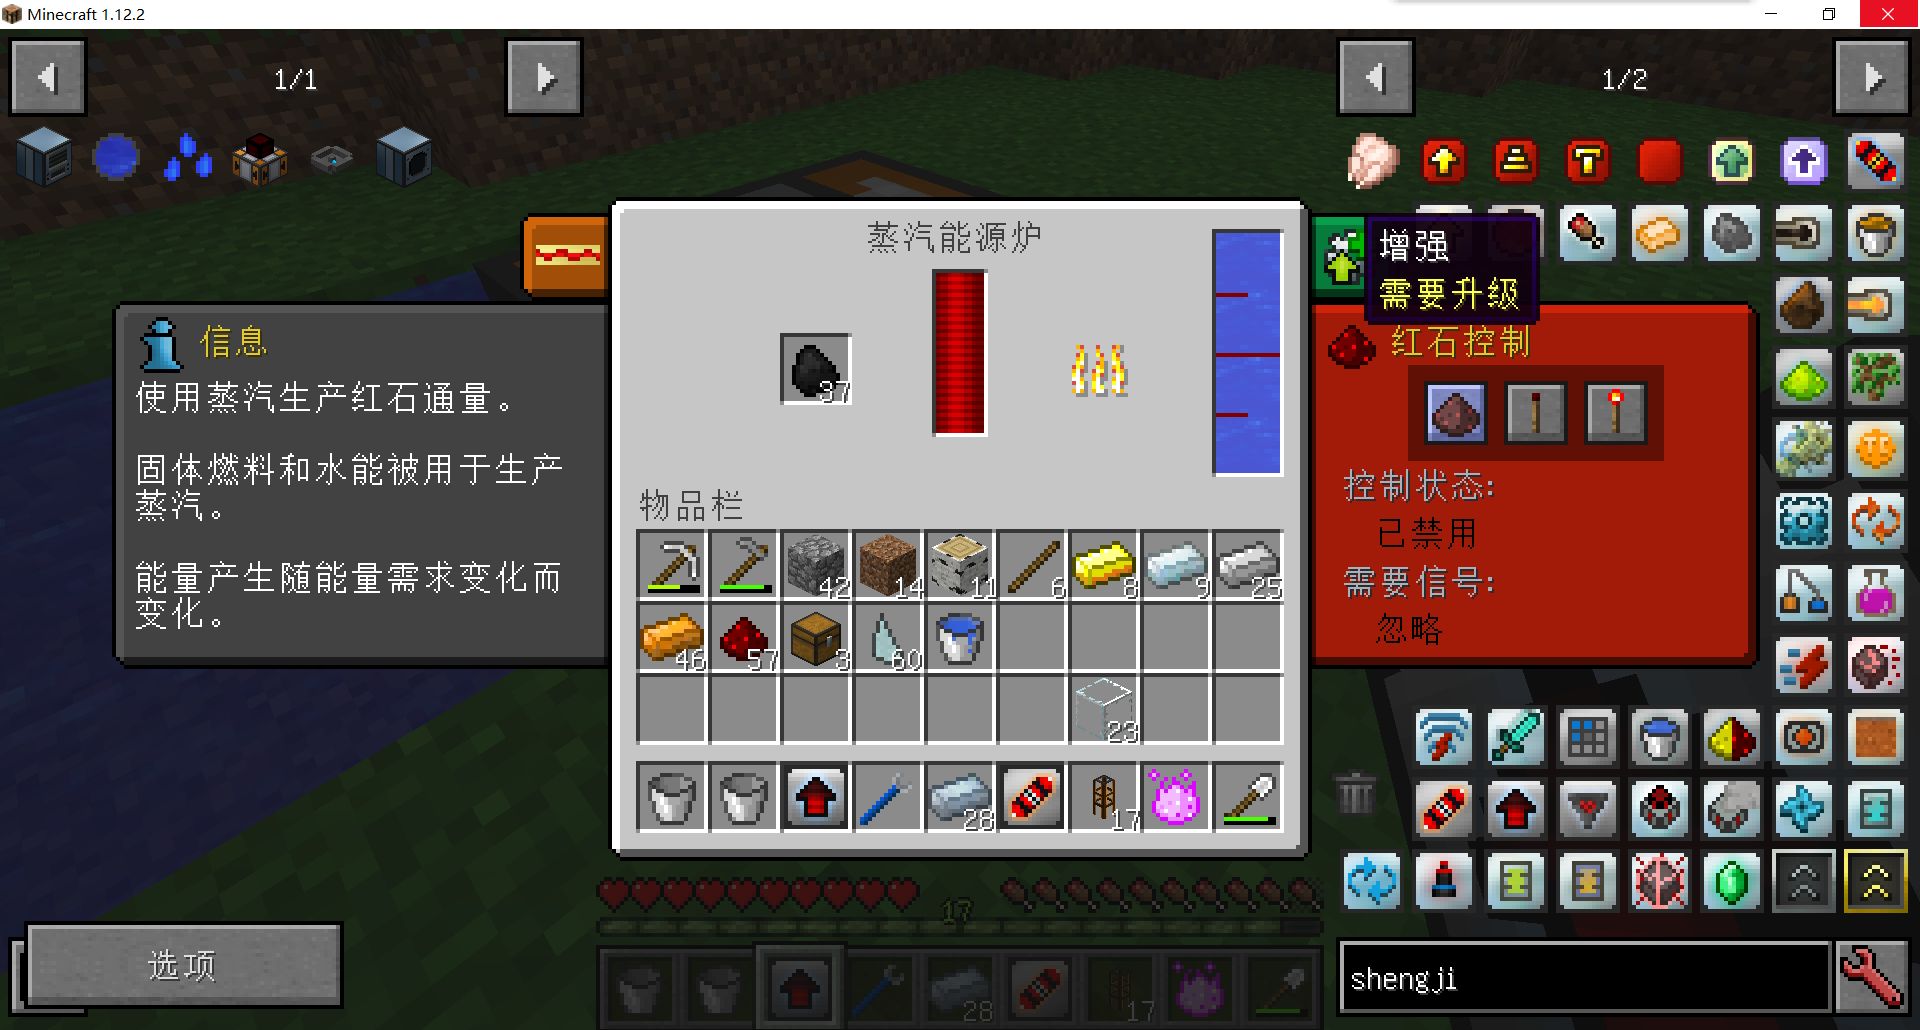 Minecraft 1.12.2
1/1
1/2
蒸汽能源炉
增强
需要升级
信息
使用蒸汽生产红石通量。
固体燃料和水能被用于生产
蒸汽。
能量产生随能量需求变化而
变化。
37
红石控制
控制状态:
已禁用
需要信号:
忽略
物品栏
42
14
11
6
8
9
25
46
57
3
60
23
28
17
17
28
17
选项
shengji